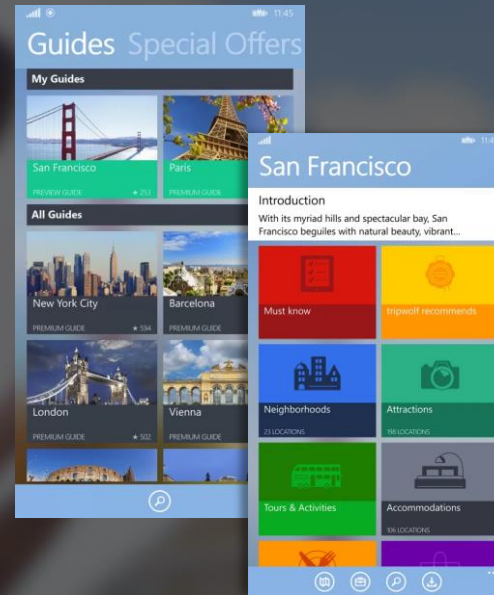 11:45
Guides Special Offers
My Guides
San Francisco
PREVIEW GUIDE ★ 253
Paris
PREMIUM GUIDE
All Guides
New York City
PREMIUM GUIDE ★ 594
Barcelona
PREMIUM GUIDE
London
PREMIUM GUIDE ★ 502
Vienna
PREMIUM GUIDE
San Francisco
Introduction
With its myriad hills and spectacular bay, San
Francisco beguiles with natural beauty, vibrant...
Must know
tripwolf recommends
Neighborhoods
23 LOCATIONS
Attractions
198 LOCATIONS
Tours & Activities
Accommodations
106 LOCATIONS